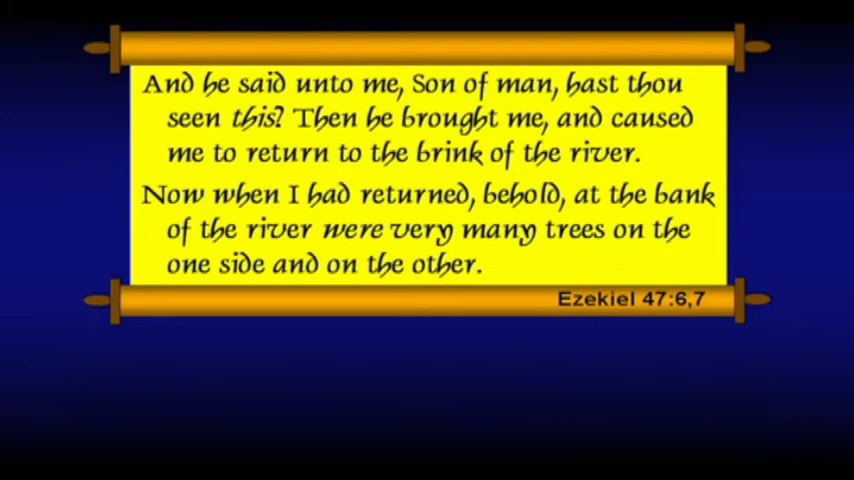 And he said unto me, Son of man, hast thou
seen this? Then he brought me, and caused
me to return to the brink of the river.
Now when I had returned, behold, at the bank
of the river were very many trees on the
one side and on the other.
Ezekiel 47:6,7